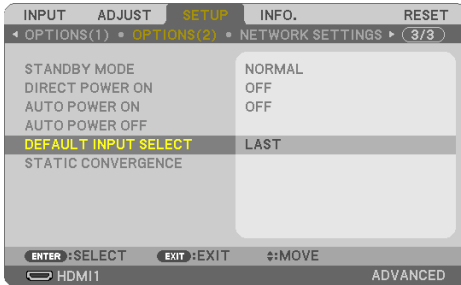 INPUT ADJUST SETUP INFO. RESET
◀ OPTIONS(1) • OPTIONS(2) • NETWORK SETTINGS ▶ 3/3
STANDBY MODE NORMAL
DIRECT POWER ON OFF
AUTO POWER ON OFF
AUTO POWER OFF
DEFAULT INPUT SELECT LAST
STATIC CONVERGENCE
ENTER :SELECT EXIT :EXIT :MOVE
HDMI1 ADVANCED